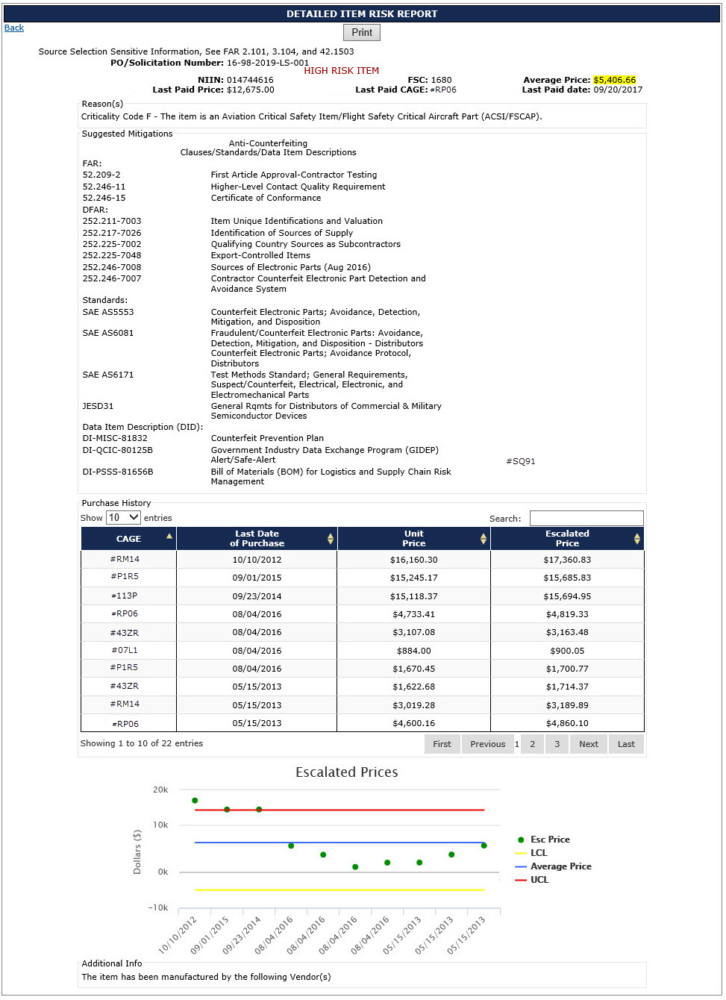 DETAILED ITEM RISK REPORT
Back
Print
Source Selection Sensitive Information, See FAR 2.101, 3.104, and 42.1503
PO/Solicitation Number: 16-98-2019-LS-001
HIGH RISK ITEM
NIIN: 014744616 FSC: 1680 Average Price: $5,406.66
Last Paid Price: $12,675.00 Last Paid CAGE: #RP06 Last Paid date: 09/20/2017
Reason(s)
Criticality Code F - The item is an Aviation Critical Safety Item/Flight Safety Critical Aircraft Part (ACSI/FSCAP).
Suggested Mitigations
Anti-Counterfeiting
Clauses/Standards/Data Item Descriptions
FAR:
52.209-2 First Article Approval-Contractor Testing
52.246-11 Higher-Level Contact Quality Requirement
52.246-15 Certificate of Conformance
DFAR:
252.211-7003 Item Unique Identifications and Valuation
252.217-7026 Identification of Sources of Supply
252.225-7002 Qualifying Country Sources as Subcontractors
252.225-7048 Export-Controlled Items
252.246-7008 Sources of Electronic Parts (Aug 2016)
252.246-7007 Contractor Counterfeit Electronic Part Detection and
Avoidance System
Standards:
SAE AS5553 Counterfeit Electronic Parts; Avoidance, Detection,
Mitigation, and Disposition
SAE AS6081 Fraudulent/Counterfeit Electronic Parts: Avoidance,
Detection, Mitigation, and Disposition - Distributors
Counterfeit Electronic Parts; Avoidance Protocol,
Distributors
SAE AS6171 Test Methods Standard; General Requirements,
Suspect/Counterfeit, Electrical, Electronic, and
Electromechanical Parts
JESD31 General Rqmts for Distributors of Commercial & Military
Semiconductor Devices
Data Item Description (DID):
DI-MISC-81832 Counterfeit Prevention Plan
DI-QCIC-80125B Government Industry Data Exchange Program (GIDEP)
Alert/Safe-Alert
#SQ91
DI-PSSS-81656B Bill of Materials (BOM) for Logistics and Supply Chain Risk
Management
Purchase History
Show 10 entries Search:
CAGE Last Date of Purchase Unit Price Escalated Price
#RM14 10/10/2012 $16,160.30 $17,360.83
#P1R5 09/01/2015 $15,245.17 $15,685.83
#113P 09/23/2014 $15,118.37 $15,694.95
#RP06 08/04/2016 $4,733.41 $4,819.33
#43ZR 08/04/2016 $3,107.08 $3,163.48
#07L1 08/04/2016 $884.00 $900.05
#P1R5 08/04/2016 $1,670.45 $1,700.77
#43ZR 05/15/2013 $1,622.68 $1,714.37
#RM14 05/15/2013 $3,019.28 $3,189.89
#RP06 05/15/2013 $4,600.16 $4,860.10
Showing 1 to 10 of 22 entries First Previous 1 2 3 Next Last
Escalated Prices
20k
10k
0k
-10k
Dollars ($)
Esc Price
LCL
Average Price
UCL
10/10/2012 09/01/2015 09/23/2014 08/04/2016 08/04/2016 08/04/2016 08/04/2016 05/15/2013 05/15/2013 05/15/2013
Additional Info
The item has been manufactured by the following Vendor(s)